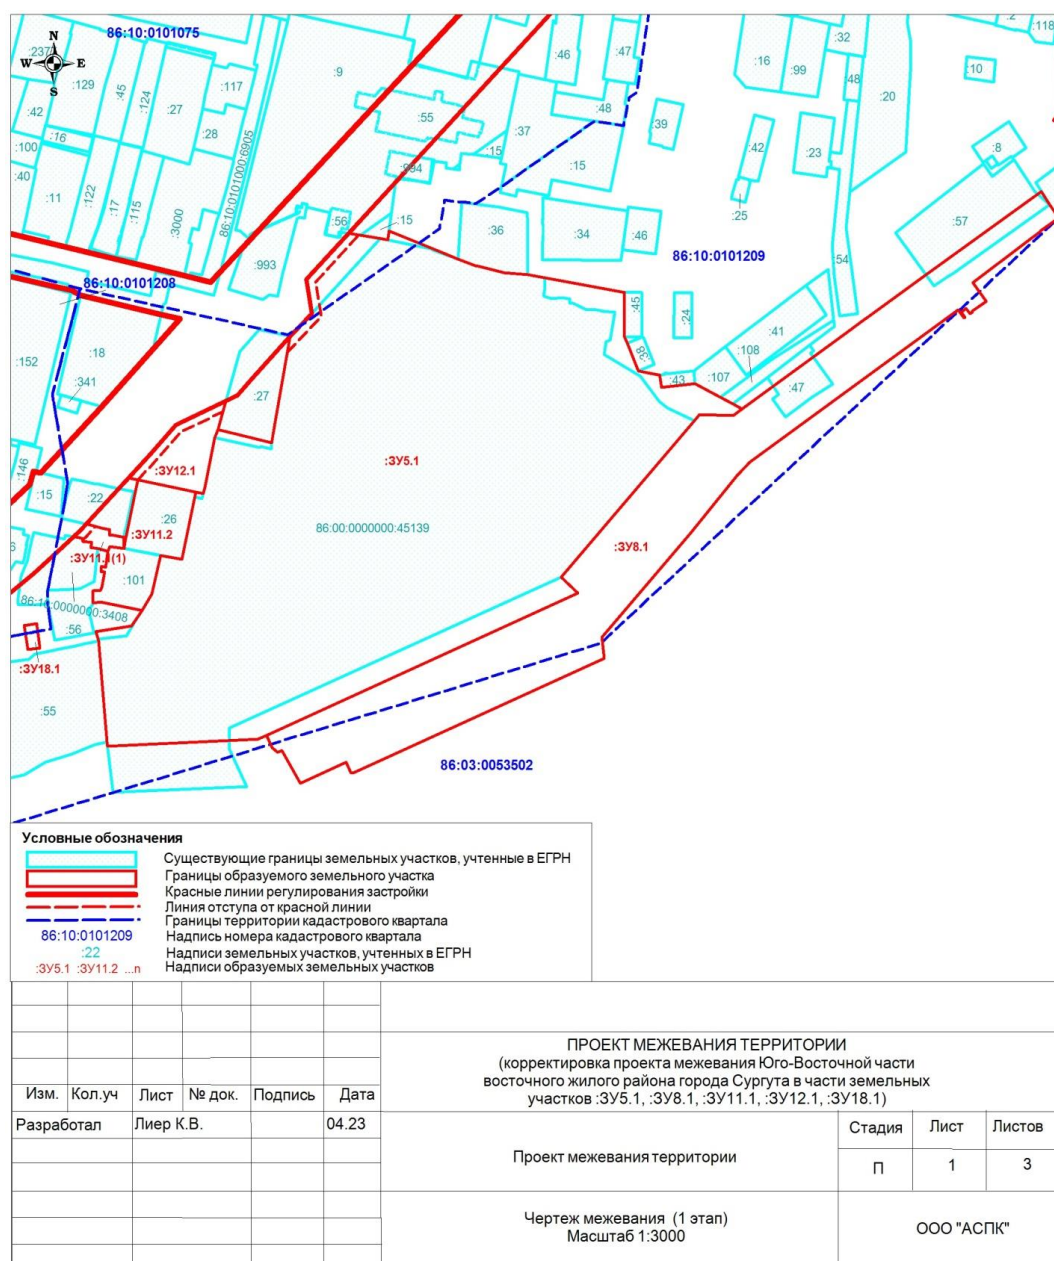 86:10:0101075
N
W E
S
:237
:129
:45
:124
:27
:117
:28
:42
:16
:100
:40
:11
:122
:17
:115
:3000
86:10:0101000:6905
:9
:55
:994
:15
:37
:46
:47
:48
:15
:39
:16
:99
:32
:48
:20
:10
:2
:118
:8
:42
:25
:23
:57
54
:56
:15
:993
:36
:34
:46
86:10:0101209
86:10:0101208
:18
:152
:341
:27
:45
:38
:24
:43
:107
:108
:41
:47
:146
:15
:22
:ЗУ12.1
:26
:ЗУ11.2
:ЗУ11.1(1)
:101
:ЗУ5.1
86:00:0000000:45139
:ЗУ8.1
86:10:0000000:3408
:56
:ЗУ18.1
:55
86:03:0053502
Условные обозначения
Существующие границы земельных участков, учтенные в ЕГРН
Границы образуемого земельного участка
Красные линии регулирования застройки
Линия отступа от красной линии
Границы территории кадастрового квартала
86:10:0101209 Надпись номера кадастрового квартала
:22 Надписи земельных участков, учтенных в ЕГРН
:ЗУ5.1 :ЗУ11.2 ...n Надписи образуемых земельных участков
ПРОЕКТ МЕЖЕВАНИЯ ТЕРРИТОРИИ
(корректировка проекта межевания Юго-Восточной части
восточного жилого района города Сургута в части земельных
участков :ЗУ5.1, :ЗУ8.1, :ЗУ11.1, :ЗУ12.1, :ЗУ18.1)
Изм. Кол.уч Лист № док. Подпись Дата
Разработал Лиер К.В. 04.23
Проект межевания территории
Стадия Лист Листов
П 1 3
Чертеж межевания (1 этап)
Масштаб 1:3000
ООО "АСПК"